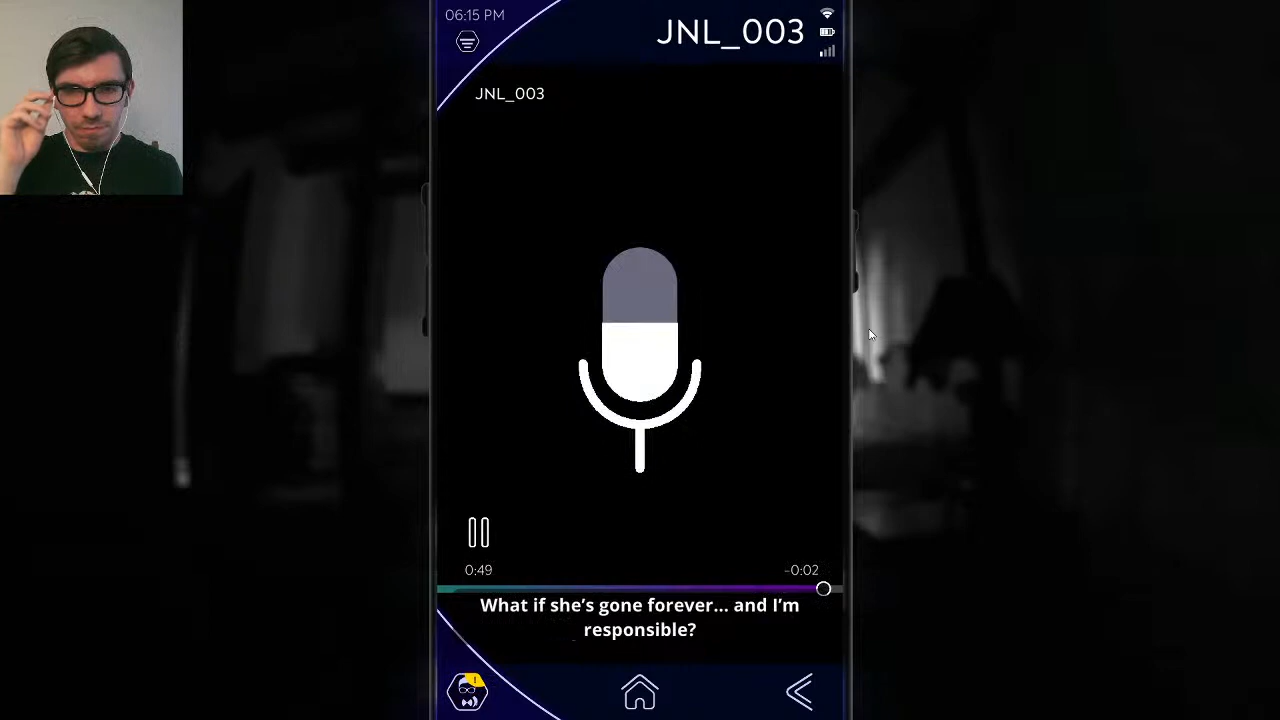 06:15 PM
JNL_003
JNL_003
0:49
-0:02
What if she's gone forever... and I'm
responsible?